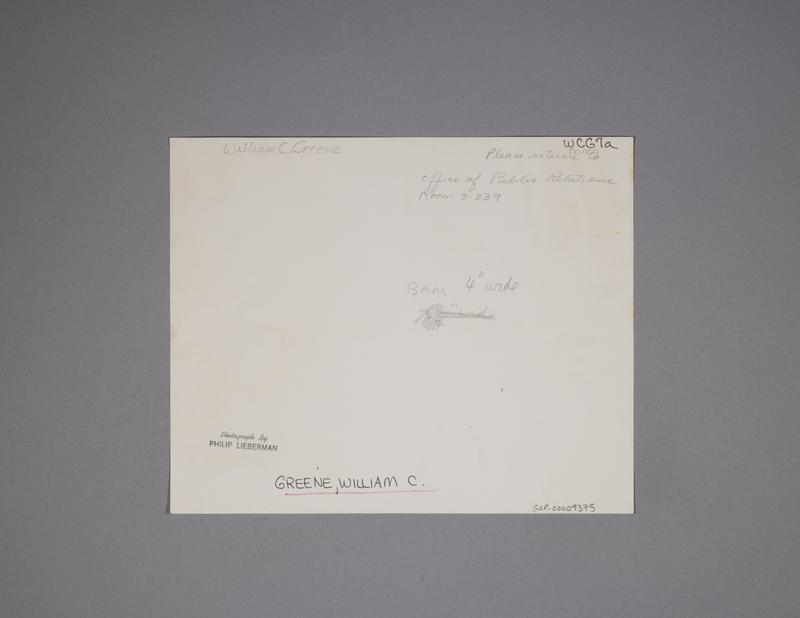 William C. Greene
WCG7a
Please return to
Office of Public Relations
Room 3-339
BAM 4" wide
Photograph By
PHILIP LIEBERMAN
GREENE, WILLIAM C.
GCP-00009375